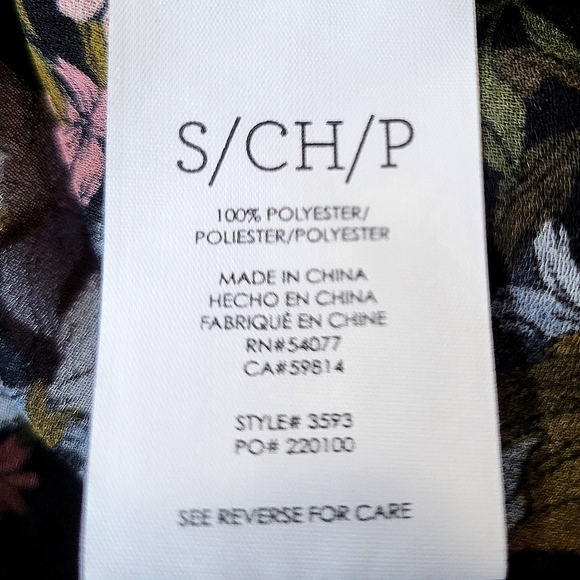 S/CH/P
100% POLYESTER/
POLIESTER/POLYESTER
MADE IN CHINA
HECHO EN CHINA
FABRIQUÉ EN CHINE
RN#54077
CA#59814
STYLE# 3593
PO# 220100
SEE REVERSE FOR CARE